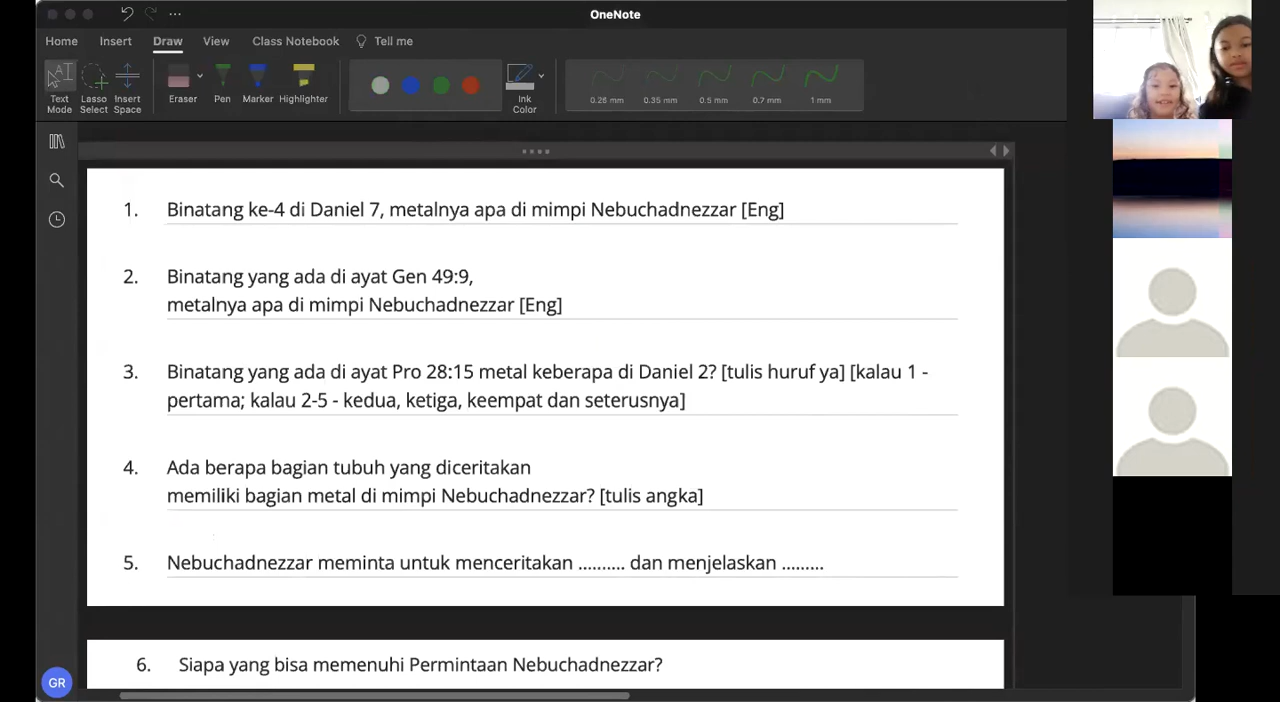 OneNote
Home Insert Draw View Class Notebook Tell me
Text Mode
Lasso Select
Insert Space
Eraser
Pen
Marker
Highlighter
Ink Color
0.26 mm 0.35 mm 0.5 mm 0.7 mm 1 mm
1. Binatang ke-4 di Daniel 7, metalnya apa di mimpi Nebuchadnezzar [Eng]
2. Binatang yang ada di ayat Gen 49:9,
metalnya apa di mimpi Nebuchadnezzar [Eng]
3. Binatang yang ada di ayat Pro 28:15 metal keberapa di Daniel 2? [tulis huruf ya] [kalau 1 -
pertama; kalau 2-5 - kedua, ketiga, keempat dan seterusnya]
4. Ada berapa bagian tubuh yang diceritakan
memiliki bagian metal di mimpi Nebuchadnezzar? [tulis angka]
5. Nebuchadnezzar meminta untuk menceritakan .......... dan menjelaskan .........
6. Siapa yang bisa memenuhi Permintaan Nebuchadnezzar?
GR